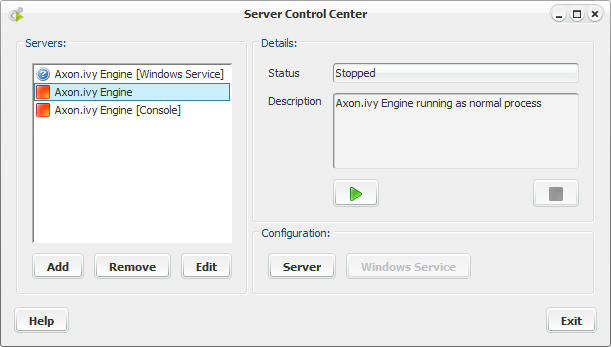 Server Control Center
Servers:
Axon.ivy Engine [Windows Service]
Axon.ivy Engine
Axon.ivy Engine [Console]
Add
Remove
Edit
Details:
Status
Stopped
Description
Axon.ivy Engine running as normal process
Configuration:
Server
Windows Service
Help
Exit